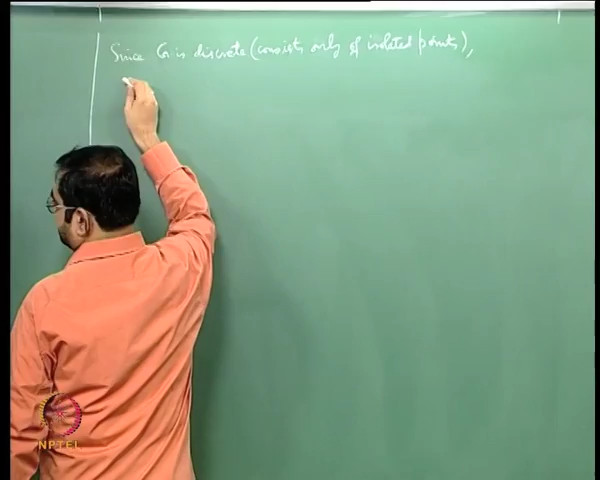 Since G is discrete (consists only of isolated points),
NPTEL